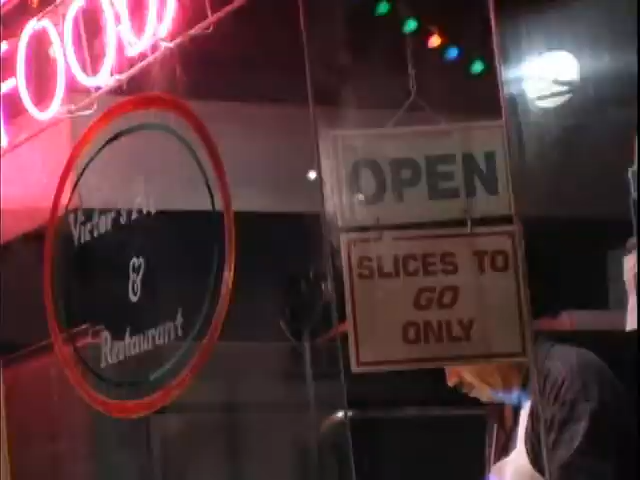 FOOD
Victor's
&
Restaurant
OPEN
SLICES TO
GO
ONLY